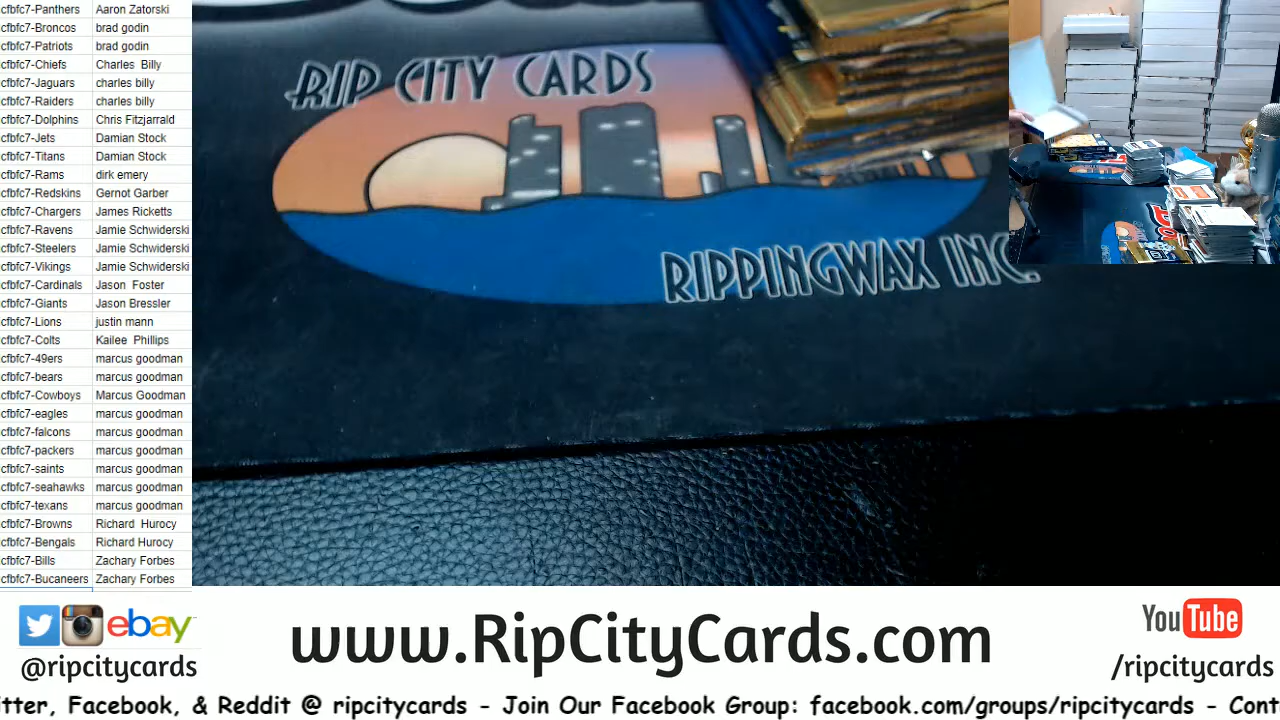 cfbfc7-Panthers Aaron Zatorski
cfbfc7-Broncos brad godin
cfbfc7-Patriots brad godin
cfbfc7-Chiefs Charles Billy
cfbfc7-Jaguars charles billy
cfbfc7-Raiders charles billy
cfbfc7-Dolphins Chris Fitzjarrald
cfbfc7-Jets Damian Stock
cfbfc7-Titans Damian Stock
cfbfc7-Rams dirk emery
cfbfc7-Redskins Gernot Garber
cfbfc7-Chargers James Ricketts
cfbfc7-Ravens Jamie Schwiderski
cfbfc7-Steelers Jamie Schwiderski
cfbfc7-Vikings Jamie Schwiderski
cfbfc7-Cardinals Jason Foster
cfbfc7-Giants Jason Bressler
cfbfc7-Lions justin mann
cfbfc7-Colts Kailee Phillips
cfbfc7-49ers marcus goodman
cfbfc7-bears marcus goodman
cfbfc7-Cowboys Marcus Goodman
cfbfc7-eagles marcus goodman
cfbfc7-falcons marcus goodman
cfbfc7-packers marcus goodman
cfbfc7-saints marcus goodman
cfbfc7-seahawks marcus goodman
cfbfc7-texans marcus goodman
cfbfc7-Browns Richard Hurocy
cfbfc7-Bengals Richard Hurocy
cfbfc7-Bills Zachary Forbes
cfbfc7-Bucaneers Zachary Forbes
RIP CITY CARDS
RIPPINGWAX INC.
ebay
@ripcitycards
www.RipCityCards.com
YouTube
/ripcitycards
itter, Facebook, & Reddit @ ripcitycards - Join Our Facebook Group: facebook.com/groups/ripcitycards - Cont